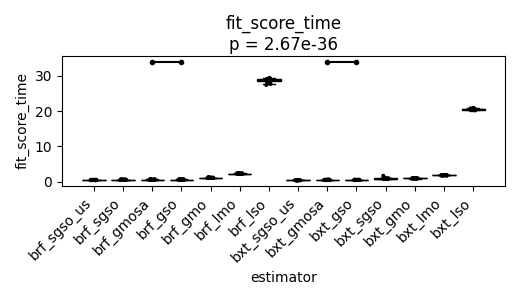 fit_score_time
p = 2.67e-36
fit_score_time
30
20
10
0
brf_sgso_us
brf_sgso
brf_gmosa
brf_gso
brf_gmo
brf_lmo
brf_lso
bxt_sgso_us
bxt_gmosa
bxt_gso
bxt_sgso
bxt_gmo
bxt_lmo
bxt_lso
estimator